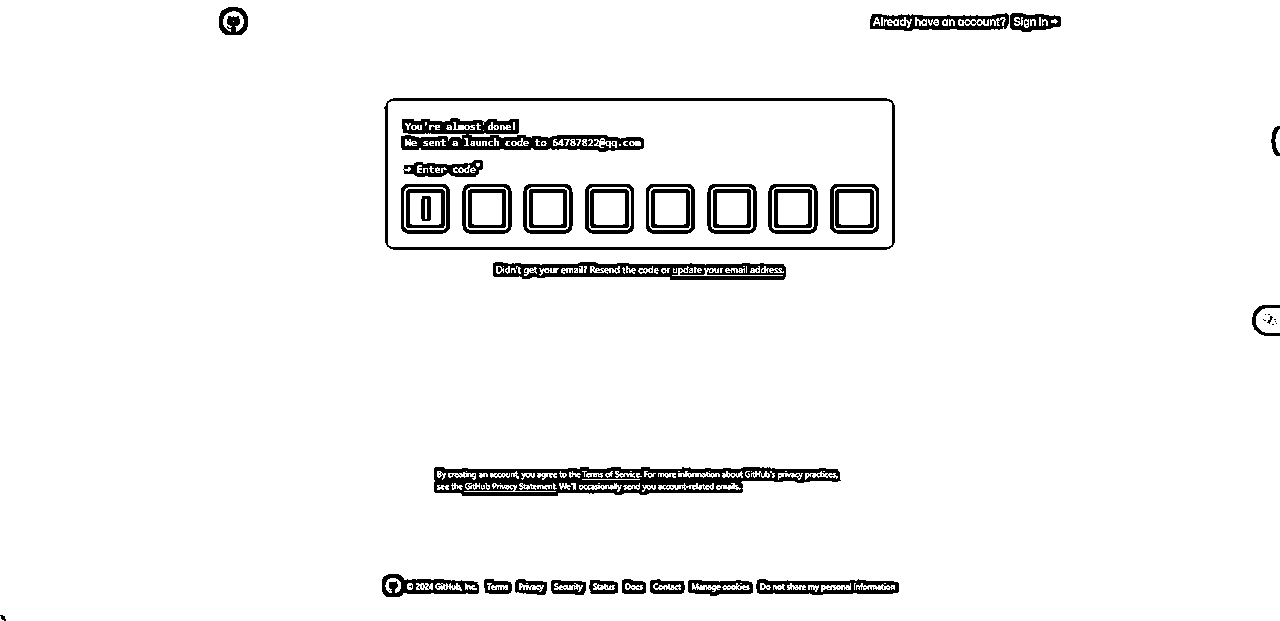 Already have an account? Sign in →
You're almost done!
We sent a launch code to 64787822@qq.com
→ Enter code*
Didn't get your email? Resend the code or update your email address.
By creating an account, you agree to the Terms of Service. For more information about GitHub's privacy practices,
see the GitHub Privacy Statement. We'll occasionally send you account-related emails.
© 2024 GitHub, Inc. Terms Privacy Security Status Docs Contact Manage cookies Do not share my personal information